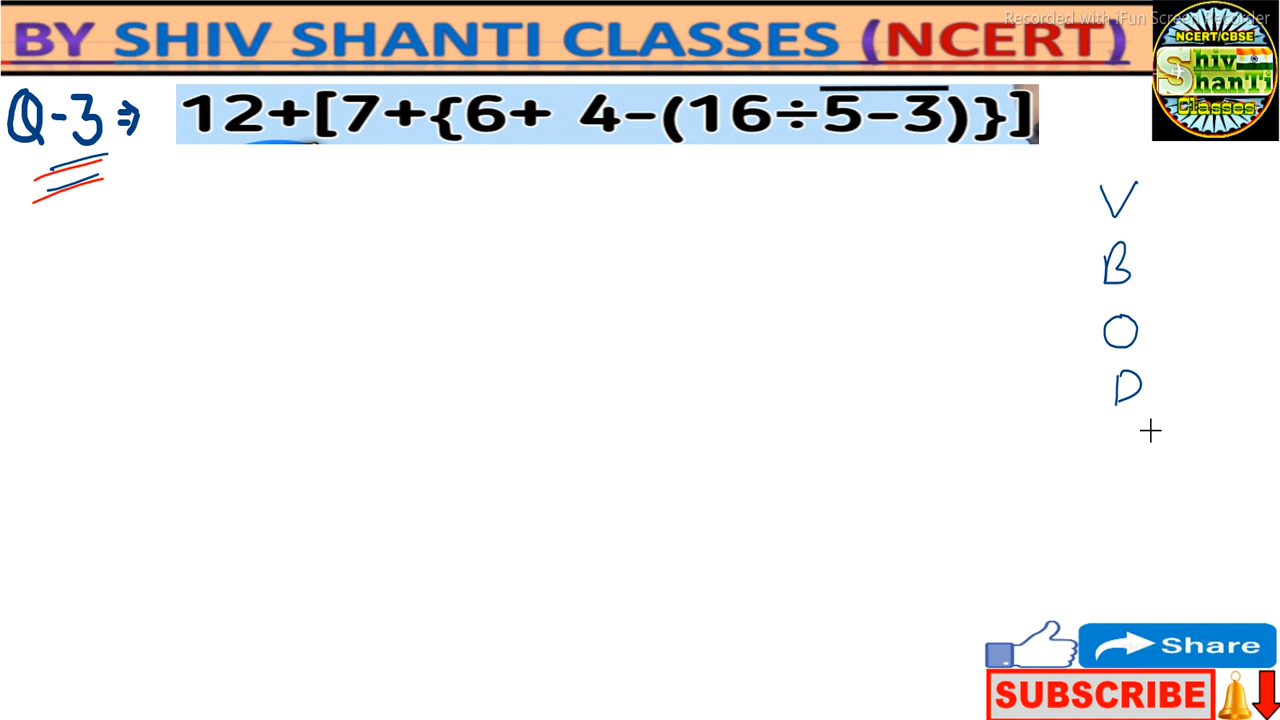 Recorded with iFun Screen Recorder
BY SHIV SHANTI CLASSES (NCERT)
NCERT/CBSE
Shiv
ShanTi
Classes
Q-3⇒ 12+[7+{6+ 4-(16÷5̅-̅3̅)}]
V
B
O
D
Share
SUBSCRIBE